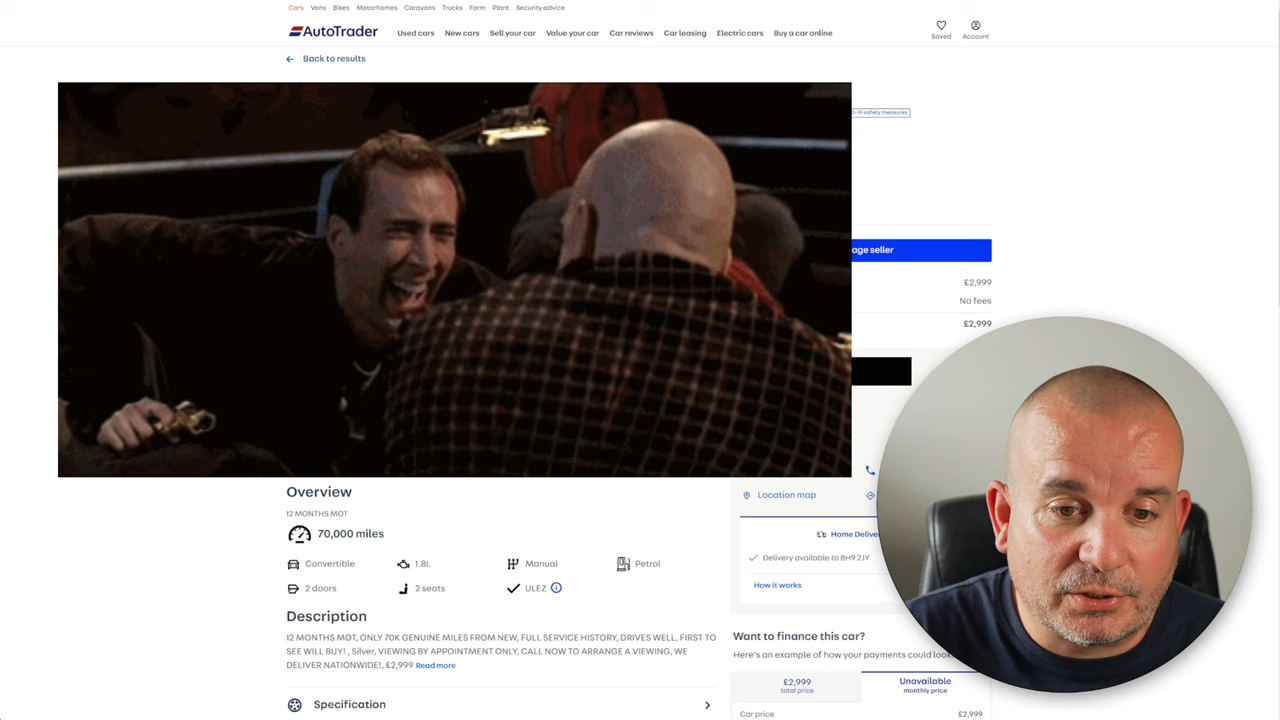 Cars Vans Bikes Motorhomes Caravans Trucks Farm Plant Security advice
AutoTrader
Used cars New cars Sell your car Value your car Car reviews Car leasing Electric cars Buy a car online
Saved Account
Back to results
-19 safety measures
age seller
£2,999
No fees
£2,999
Overview
12 MONTHS MOT
70,000 miles
Convertible 1.8L Manual Petrol
2 doors 2 seats ULEZ
Description
12 MONTHS MOT, ONLY 70K GENUINE MILES FROM NEW, FULL SERVICE HISTORY, DRIVES WELL, FIRST TO
SEE WILL BUY! , Silver, VIEWING BY APPOINTMENT ONLY, CALL NOW TO ARRANGE A VIEWING, WE
DELIVER NATIONWIDE!, £2,999 Read more
Specification
Location map
Home Deliver
Delivery available to BH9 2JY
How it works
Want to finance this car?
Here's an example of how your payments could look
£2,999
total price
Unavailable
monthly price
Car price £2,999